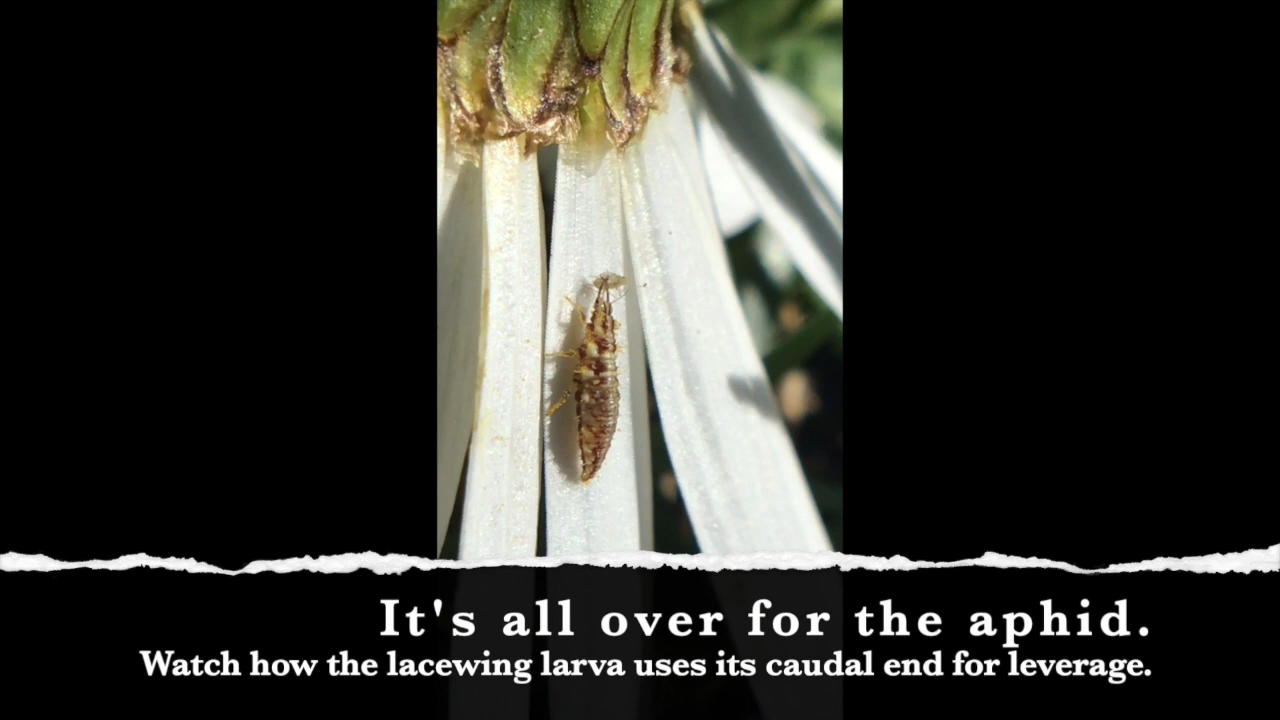 It's all over for the aphid.
Watch how the lacewing larva uses its caudal end for leverage.